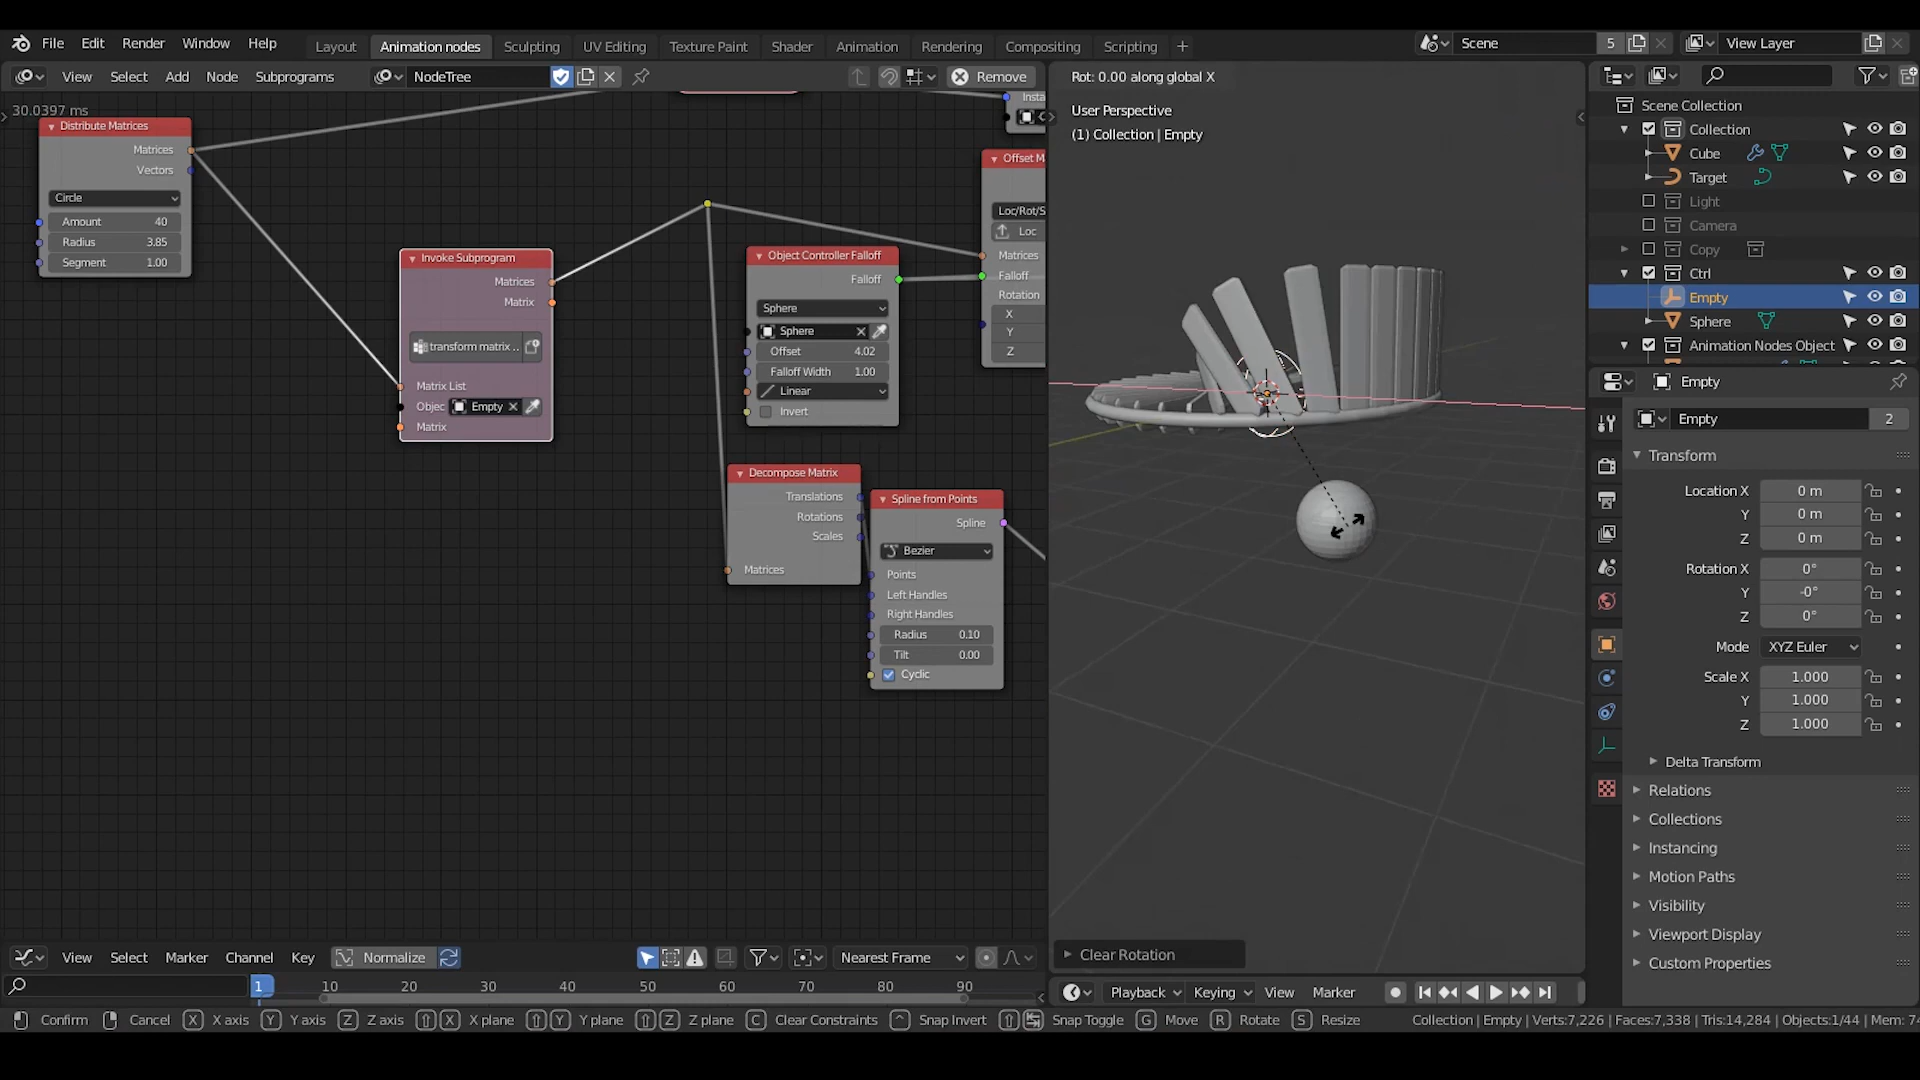 File Edit Render Window Help Layout Animation nodes Sculpting UV Editing Texture Paint Shader Animation Rendering Compositing Scripting + Scene 5 View Layer
View Select Add Node Subprograms NodeTree Remove Rot: 0.00 along global X
30.0397 ms
Distribute Matrices
Matrices
Vectors
Circle
Amount 40
Radius 3.85
Segment 1.00
Invoke Subprogram
Matrices
Matrix
transform matrix ..
Matrix List
Objec Empty
Matrix
Object Controller Falloff
Falloff
Sphere
Sphere
Offset 4.02
Falloff Width 1.00
Linear
Invert
Decompose Matrix
Translations
Rotations
Scales
Matrices
Spline from Points
Spline
Bezier
Points
Left Handles
Right Handles
Radius 0.10
Tilt 0.00
Cyclic
Insta
Offset M
Loc/Rot/S
Loc
Matrices
Falloff
Rotation
X
Y
Z
User Perspective
(1) Collection | Empty
Clear Rotation
Scene Collection
Collection
Cube
Target
Light
Camera
Copy
Ctrl
Empty
Sphere
Animation Nodes Object
Empty
Empty 2
Transform
Location X 0 m
Y 0 m
Z 0 m
Rotation X 0°
Y -0°
Z 0°
Mode XYZ Euler
Scale X 1.000
Y 1.000
Z 1.000
Delta Transform
Relations
Collections
Instancing
Motion Paths
Visibility
Viewport Display
Custom Properties
View Select Marker Channel Key Normalize Nearest Frame
1 10 20 30 40 50 60 70 80 90
Playback Keying View Marker
Confirm Cancel X X axis Y Y axis Z Z axis X X plane Y Y plane Z Z plane C Clear Constraints Snap Invert Snap Toggle G Move R Rotate S Resize Collection | Empty | Verts:7,226 | Faces:7,338 | Tris:14,284 | Objects:1/44 | Mem: 74